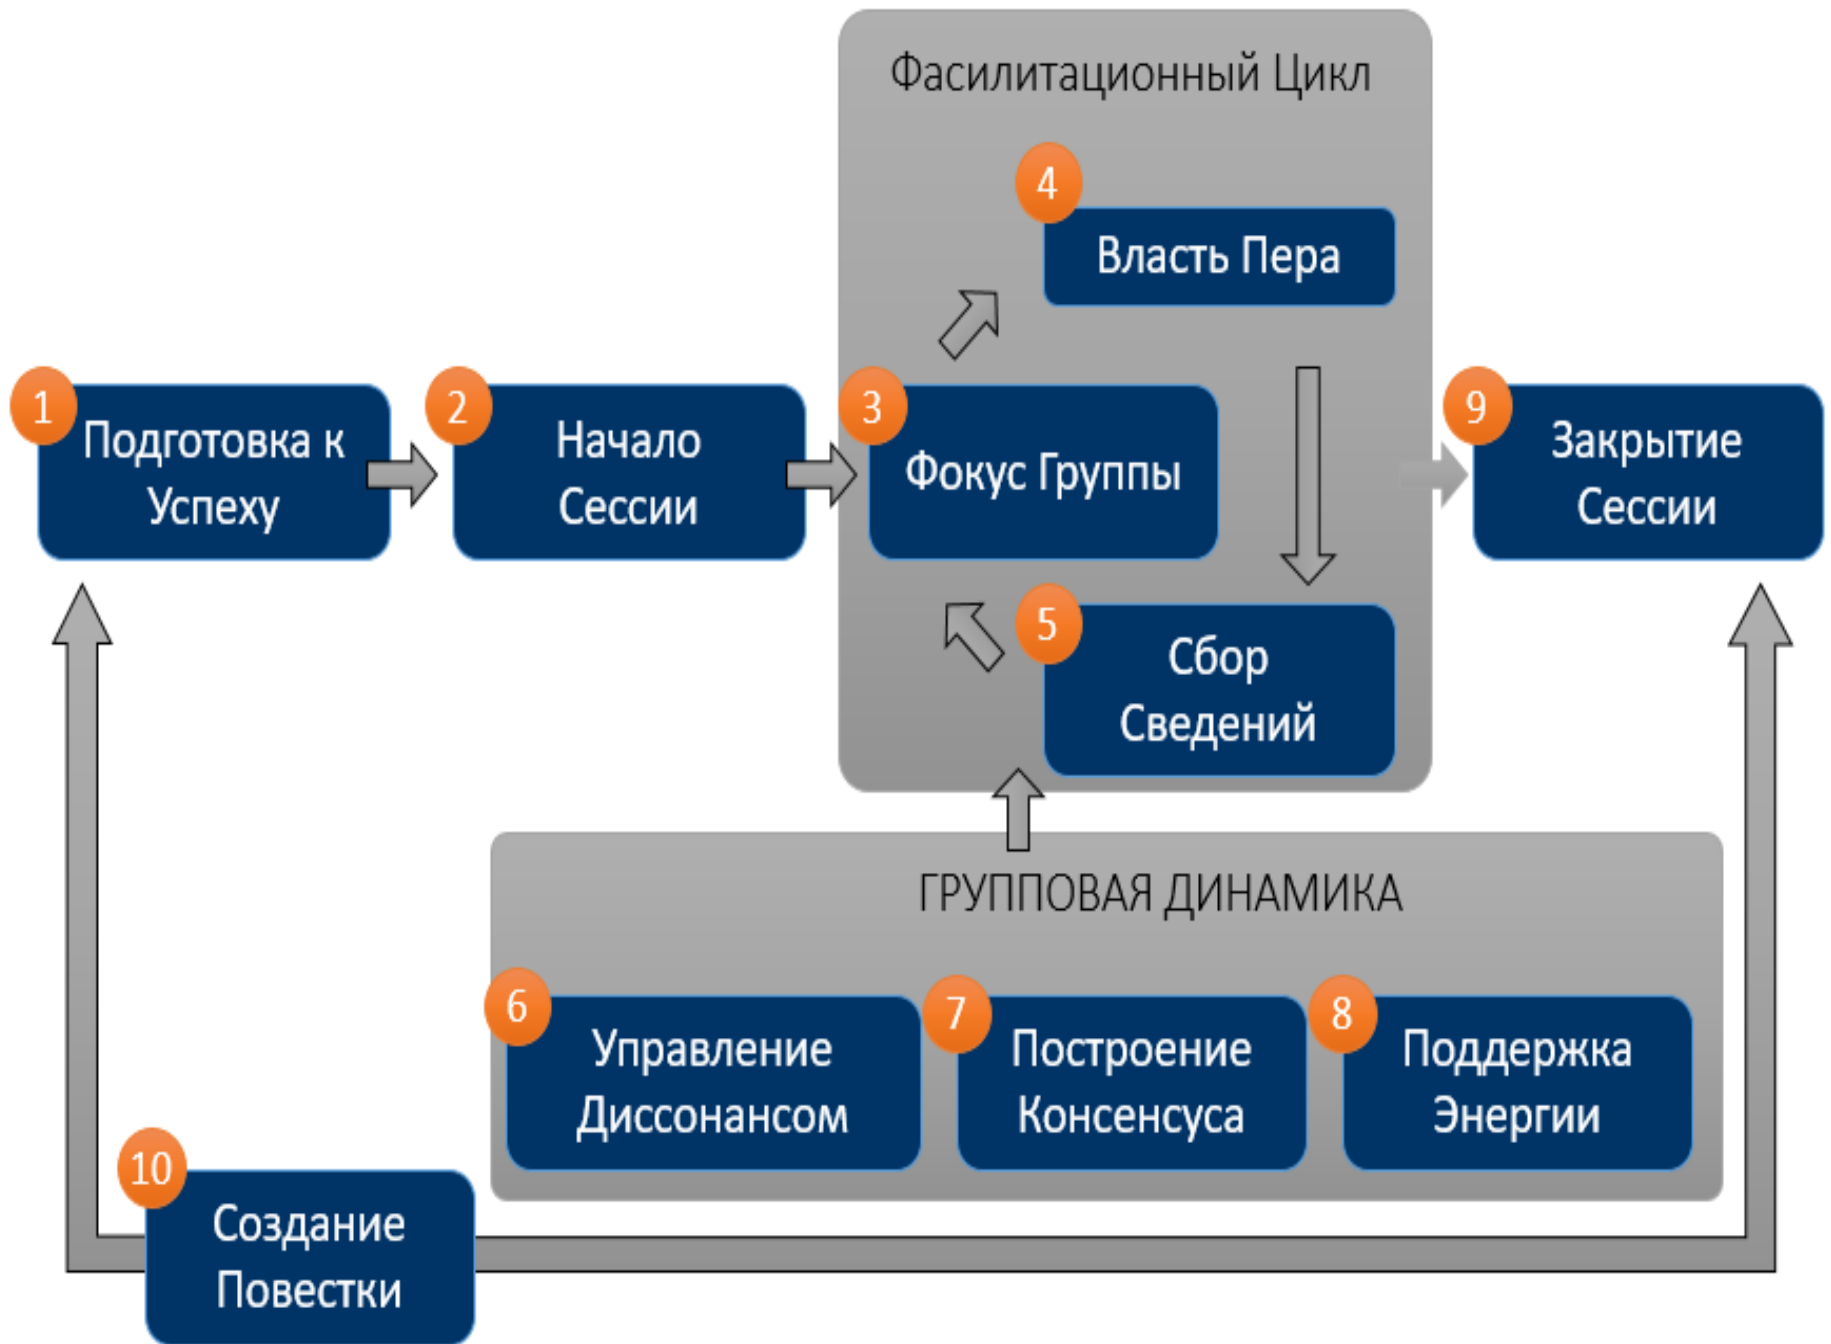 Фасилитационный Цикл
4
Власть Пера
1
Подготовка к
Успеху
2
Начало
Сессии
3
Фокус Группы
9
Закрытие
Сессии
5
Сбор
Сведений
ГРУППОВАЯ ДИНАМИКА
6
Управление
Диссонансом
7
Построение
Консенсуса
8
Поддержка
Энергии
10
Создание
Повестки